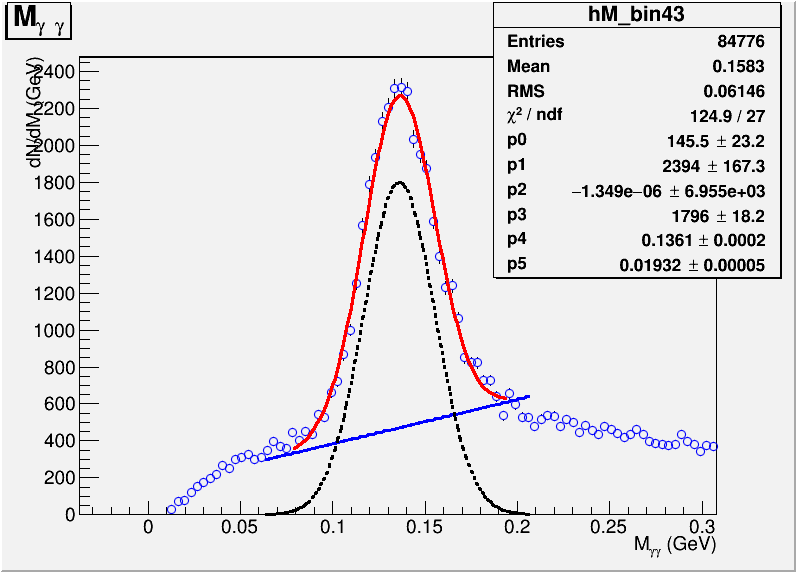 M γ γ
hM_bin43
Entries 84776
Mean 0.1583
RMS 0.06146
χ² / ndf 124.9 / 27
p0 145.5 ± 23.2
p1 2394 ± 167.3
p2 −1.349e−06 ± 6.955e+03
p3 1796 ± 18.2
p4 0.1361 ± 0.0002
p5 0.01932 ± 0.00005
dN/dM (GeV)
2400
2200
2000
1800
1600
1400
1200
1000
800
600
400
200
0
0 0.05 0.1 0.15 0.2 0.25 0.3
M γγ (GeV)